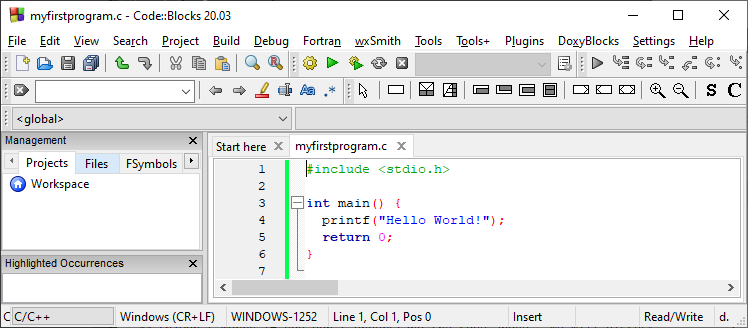 myfirstprogram.c - Code::Blocks 20.03
File Edit View Search Project Build Debug Fortran wxSmith Tools Tools+ Plugins DoxyBlocks Settings Help
Aa .* S C
<global>
Management
Projects Files FSymbols
Workspace
Highlighted Occurrences
Start here myfirstprogram.c
1 #include <stdio.h>
2
3 int main() {
4 printf("Hello World!");
5 return 0;
6 }
7
C C/C++ Windows (CR+LF) WINDOWS-1252 Line 1, Col 1, Pos 0 Insert Read/Write d.